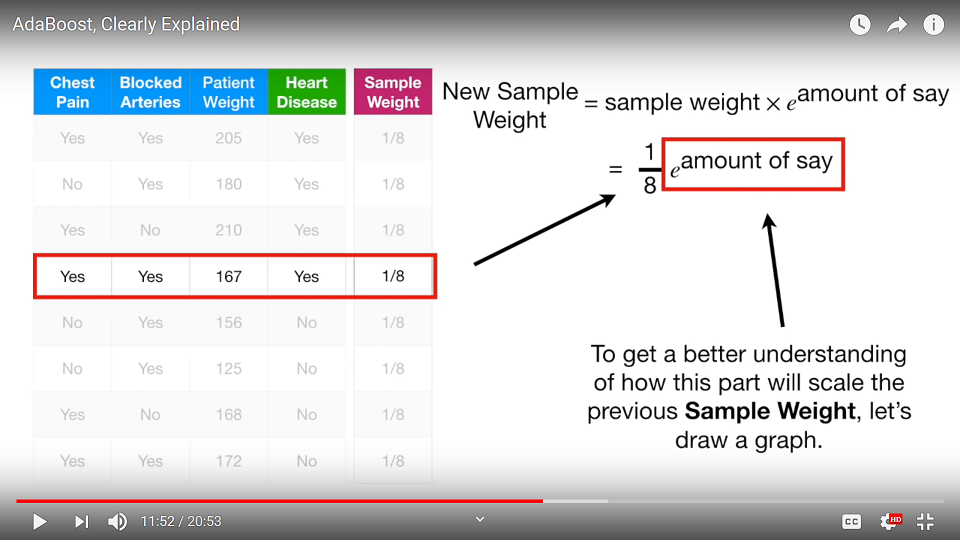 AdaBoost, Clearly Explained
Chest Pain Blocked Arteries Patient Weight Heart Disease Sample Weight
Yes Yes 205 Yes 1/8
No Yes 180 Yes 1/8
Yes No 210 Yes 1/8
Yes Yes 167 Yes 1/8
No Yes 156 No 1/8
No Yes 125 No 1/8
Yes No 168 No 1/8
Yes Yes 172 No 1/8
New Sample Weight = sample weight × e^amount of say
= 1/8 e^amount of say
To get a better understanding
of how this part will scale the
previous Sample Weight, let's
draw a graph.
11:52 / 20:53
CC
HD